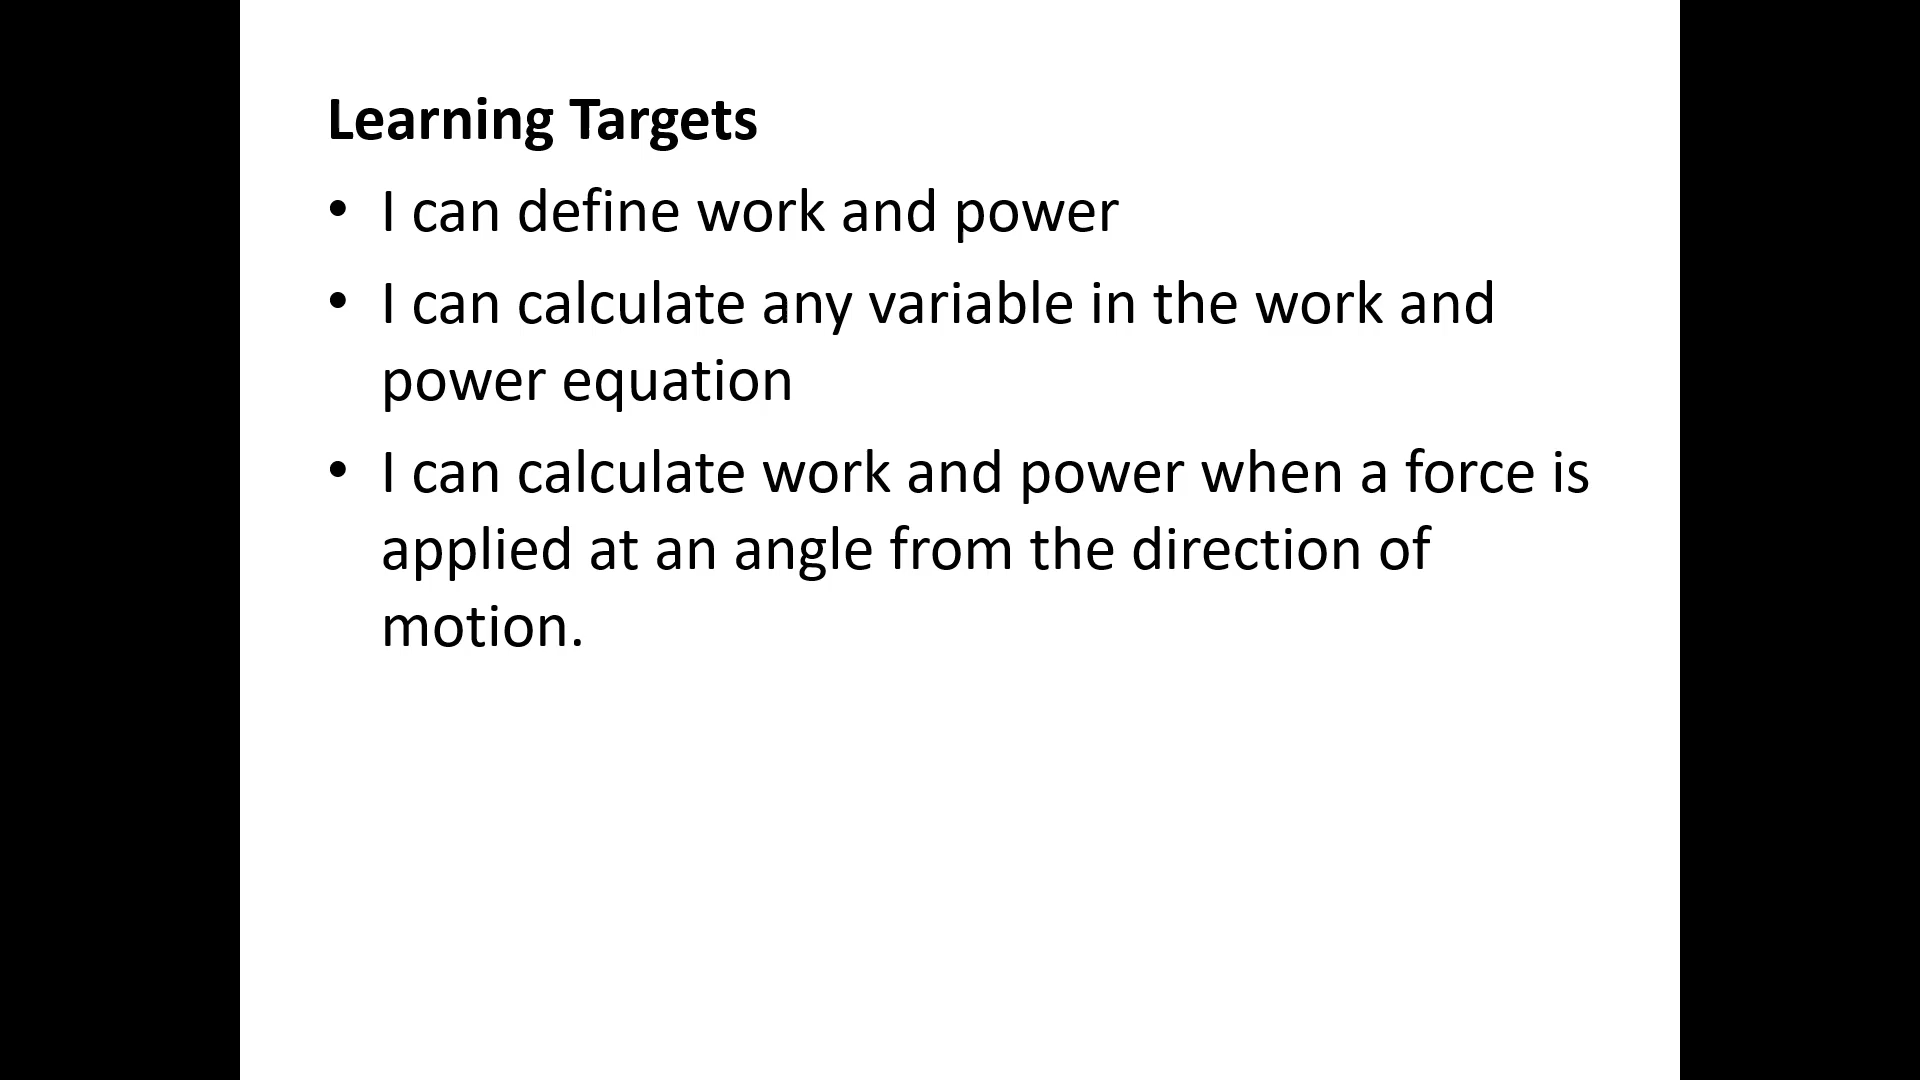 Learning Targets
• I can define work and power
• I can calculate any variable in the work and
power equation
• I can calculate work and power when a force is
applied at an angle from the direction of
motion.